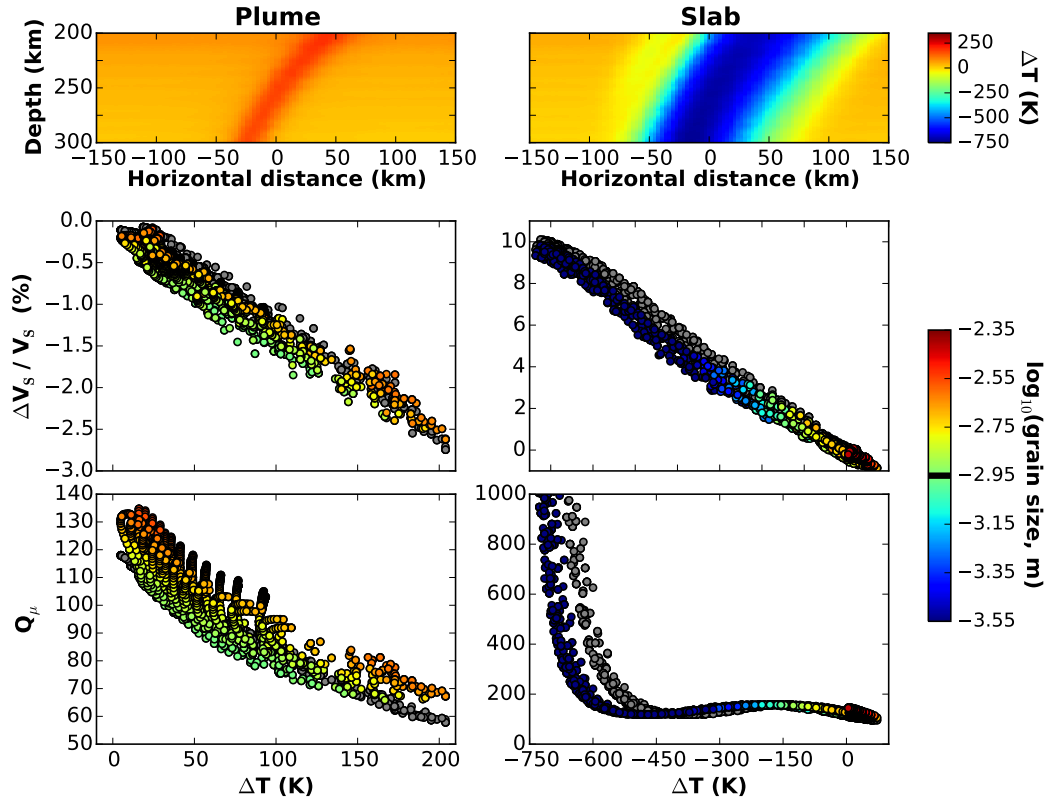 Plume
Slab
200
250
300
Depth (km)
−150 −100 −50 0 50 100 150
Horizontal distance (km)
−150 −100 −50 0 50 100 150
Horizontal distance (km)
250
0
−250
−500
−750
ΔT (K)
0.0
−0.5
−1.0
−1.5
−2.0
−2.5
−3.0
ΔVS / VS (%)
10
8
6
4
2
0
140
130
120
110
100
90
80
70
60
50
Qμ
0 50 100 150 200
ΔT (K)
1000
800
600
400
200
0
−750 −600 −450 −300 −150 0
ΔT (K)
−2.35
−2.55
−2.75
−2.95
−3.15
−3.35
−3.55
log10(grain size, m)